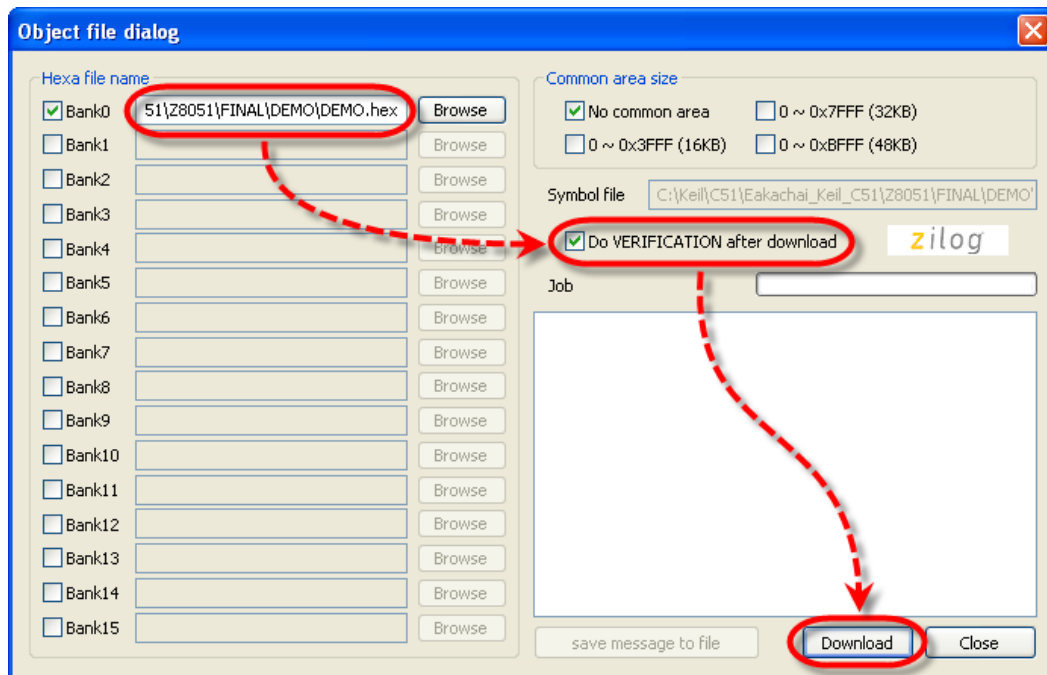 Object file dialog
Hexa file name
Bank0 51\Z8051\FINAL\DEMO\DEMO.hex Browse
Bank1 Browse
Bank2 Browse
Bank3 Browse
Bank4 Browse
Bank5 Browse
Bank6 Browse
Bank7 Browse
Bank8 Browse
Bank9 Browse
Bank10 Browse
Bank11 Browse
Bank12 Browse
Bank13 Browse
Bank14 Browse
Bank15 Browse
Common area size
No common area 0 ~ 0x7FFF (32KB)
0 ~ 0x3FFF (16KB) 0 ~ 0xBFFF (48KB)
Symbol file C:\Keil\C51\Eakachai_Keil_C51\Z8051\FINAL\DEMO
Do VERIFICATION after download zilog
Job
save message to file Download Close